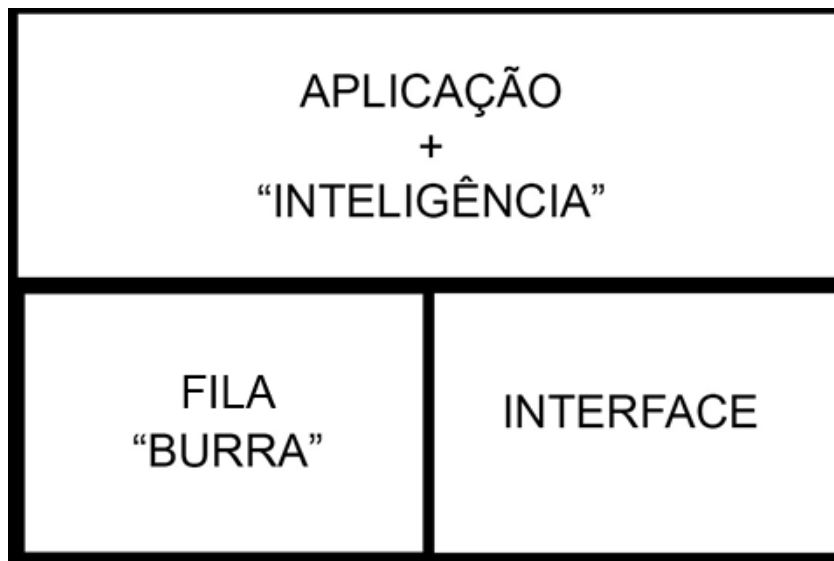 APLICAÇÃO
+
“INTELIGÊNCIA”
FILA
“BURRA”
INTERFACE